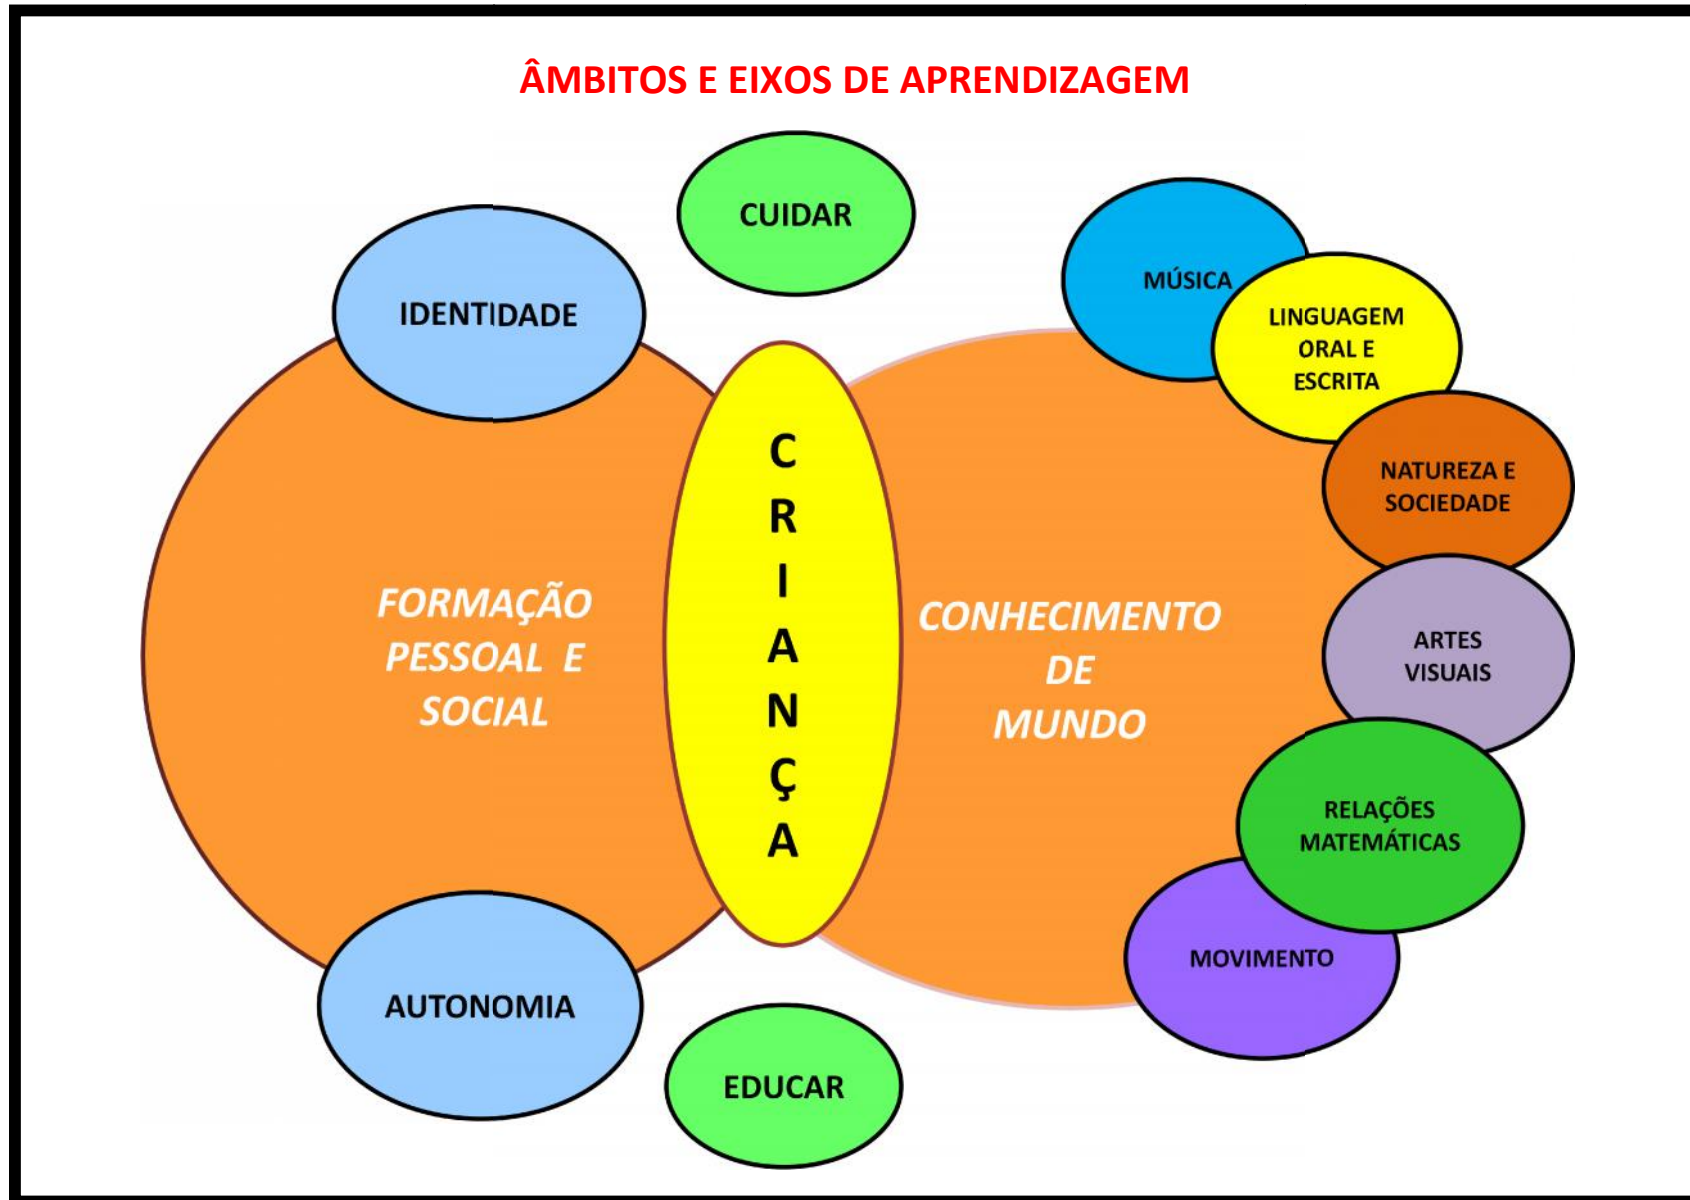 ÂMBITOS E EIXOS DE APRENDIZAGEM
CUIDAR
IDENTIDADE
MÚSICA
LINGUAGEM
ORAL E
ESCRITA
NATUREZA E
SOCIEDADE
C
R
I
A
N
Ç
A
FORMAÇÃO
PESSOAL E
SOCIAL
CONHECIMENTO
DE
MUNDO
ARTES
VISUAIS
RELAÇÕES
MATEMÁTICAS
MOVIMENTO
AUTONOMIA
EDUCAR